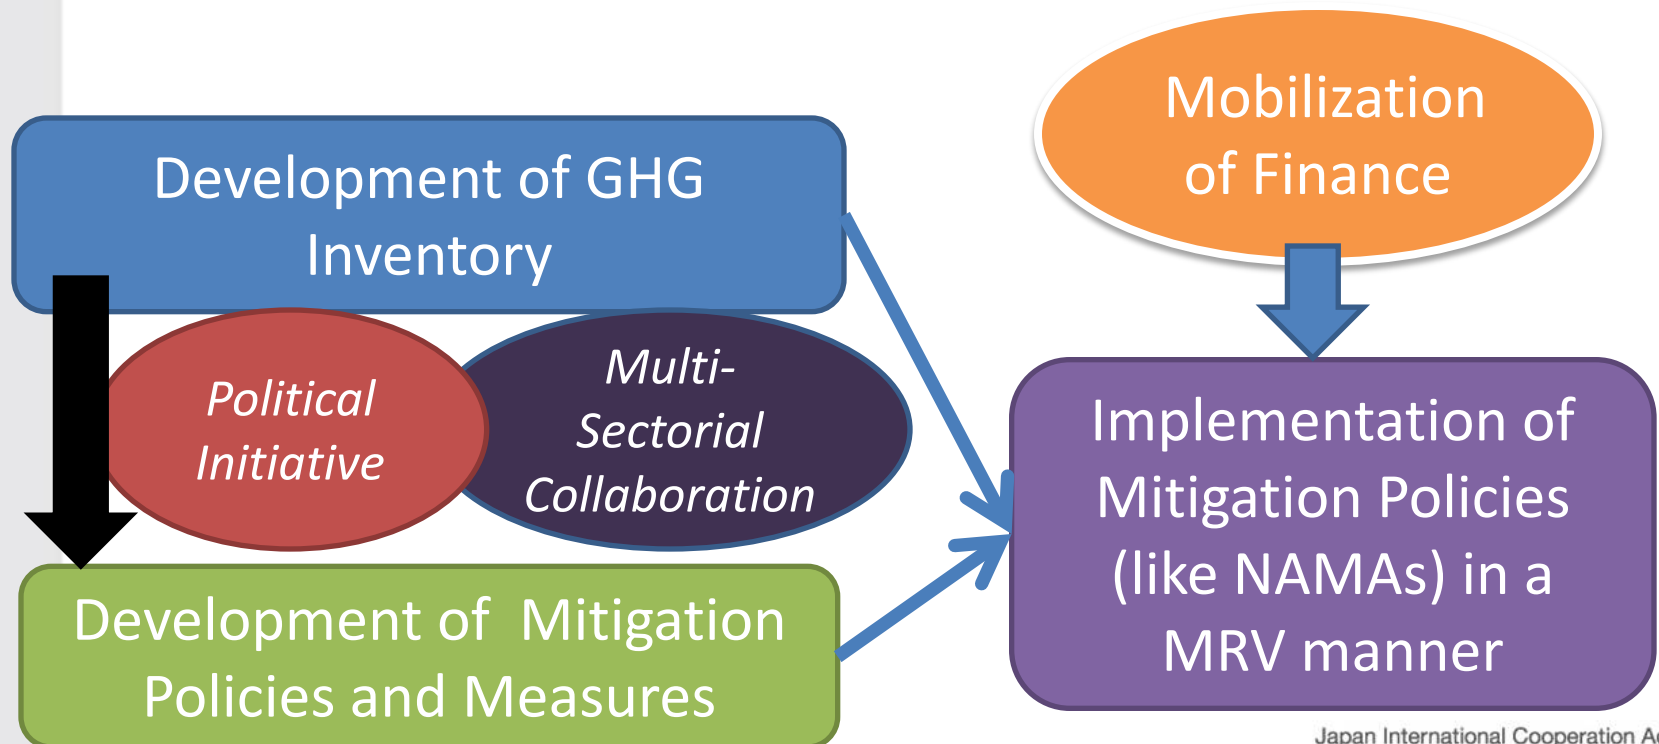 Development of GHG
Inventory
Mobilization
of Finance
Political
Initiative
Multi-
Sectorial
Collaboration
Implementation of
Mitigation Policies
(like NAMAs) in a
MRV manner
Development of  Mitigation
Policies and Measures
Japan International Cooperation